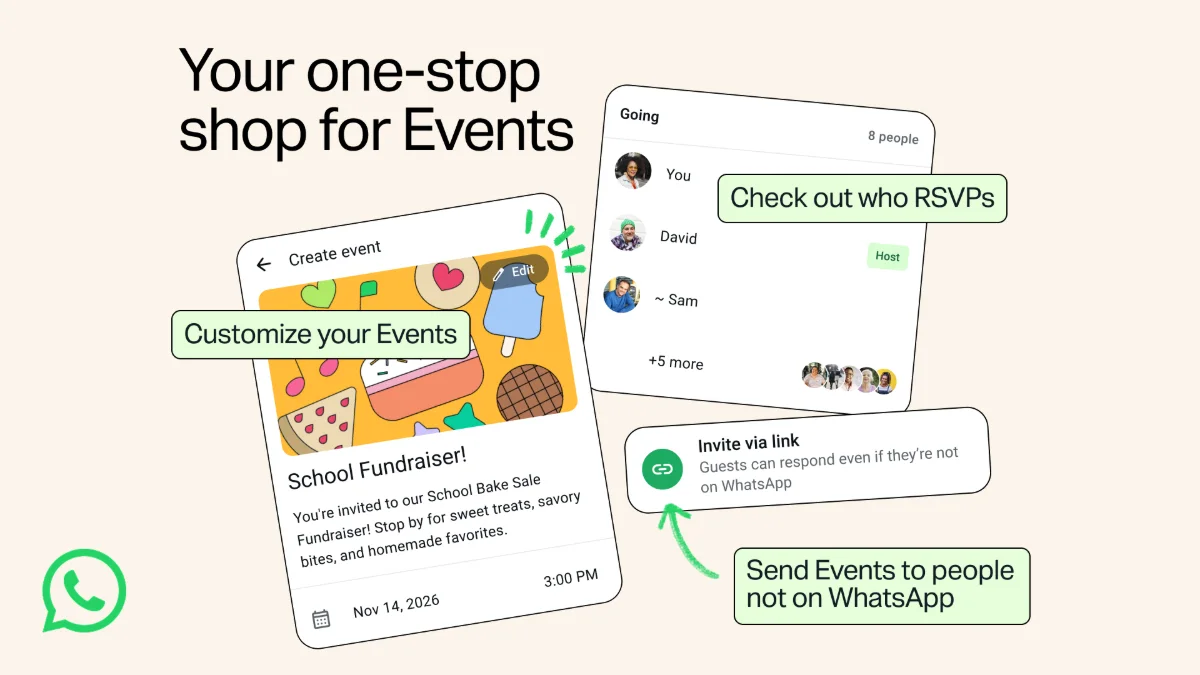 Your one-stop
shop for Events
Going
8 people
You
Check out who RSVPs
David
Host
~ Sam
+5 more
Create event
Edit
Customize your Events
School Fundraiser!
You're invited to our School Bake Sale
Fundraiser! Stop by for sweet treats, savory
bites, and homemade favorites.
Nov 14, 2026
3:00 PM
Invite via link
Guests can respond even if they're not
on WhatsApp
Send Events to people
not on WhatsApp